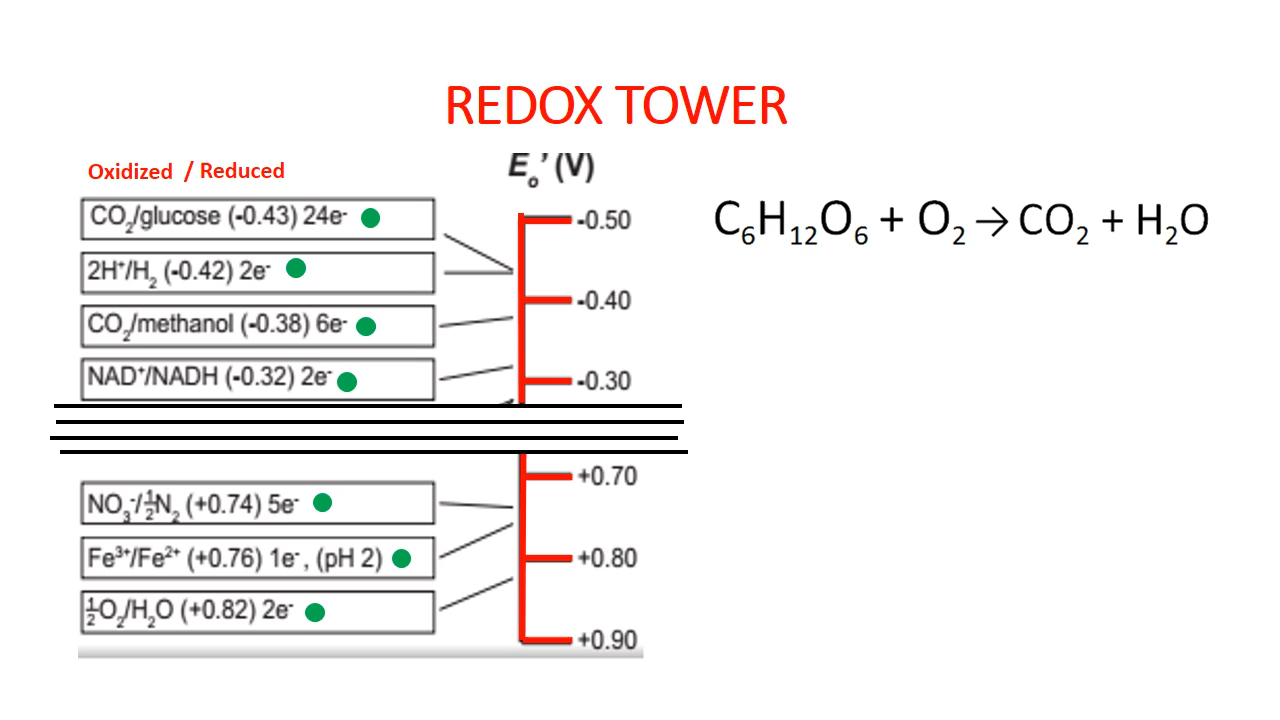 REDOX TOWER
Oxidized / Reduced
E₀' (V)
CO₂/glucose (-0.43) 24e⁻
2H⁺/H₂ (-0.42) 2e⁻
CO₂/methanol (-0.38) 6e⁻
NAD⁺/NADH (-0.32) 2e⁻
NO₃⁻/½N₂ (+0.74) 5e⁻
Fe³⁺/Fe²⁺ (+0.76) 1e⁻, (pH 2)
½O₂/H₂O (+0.82) 2e⁻
-0.50
-0.40
-0.30
+0.70
+0.80
+0.90
C₆H₁₂O₆ + O₂ → CO₂ + H₂O